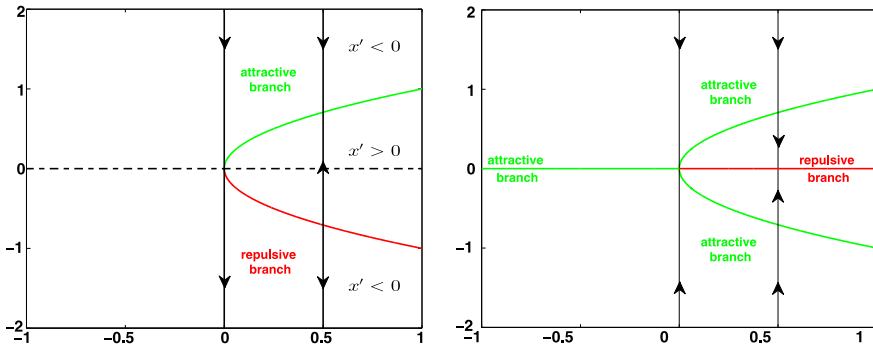 2
x′ < 0
attractive
branch
1
x′ > 0
0
-1
repulsive
branch
x′ < 0
-2
-1
-0.5
0
0.5
1
2
attractive
branch
1
attractive
branch
0
repulsive
branch
-1
attractive
branch
-2
-1
-0.5
0
0.5
1